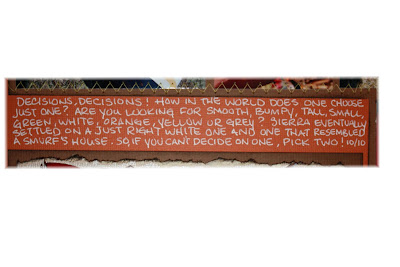 DECISIONS, DECISIONS! HOW IN THE WORLD DOES ONE CHOOSE
JUST ONE? ARE YOU LOOKING FOR SMOOTH, BUMPY, TALL, SMALL,
GREEN, WHITE, ORANGE, YELLOW OR GREY? SIERRA EVENTUALLY
SETTLED ON A JUST RIGHT WHITE ONE AND ONE THAT RESEMBLED
A SMURF'S HOUSE. SO, IF YOU CAN'T DECIDE ON ONE, PICK TWO! 10/10